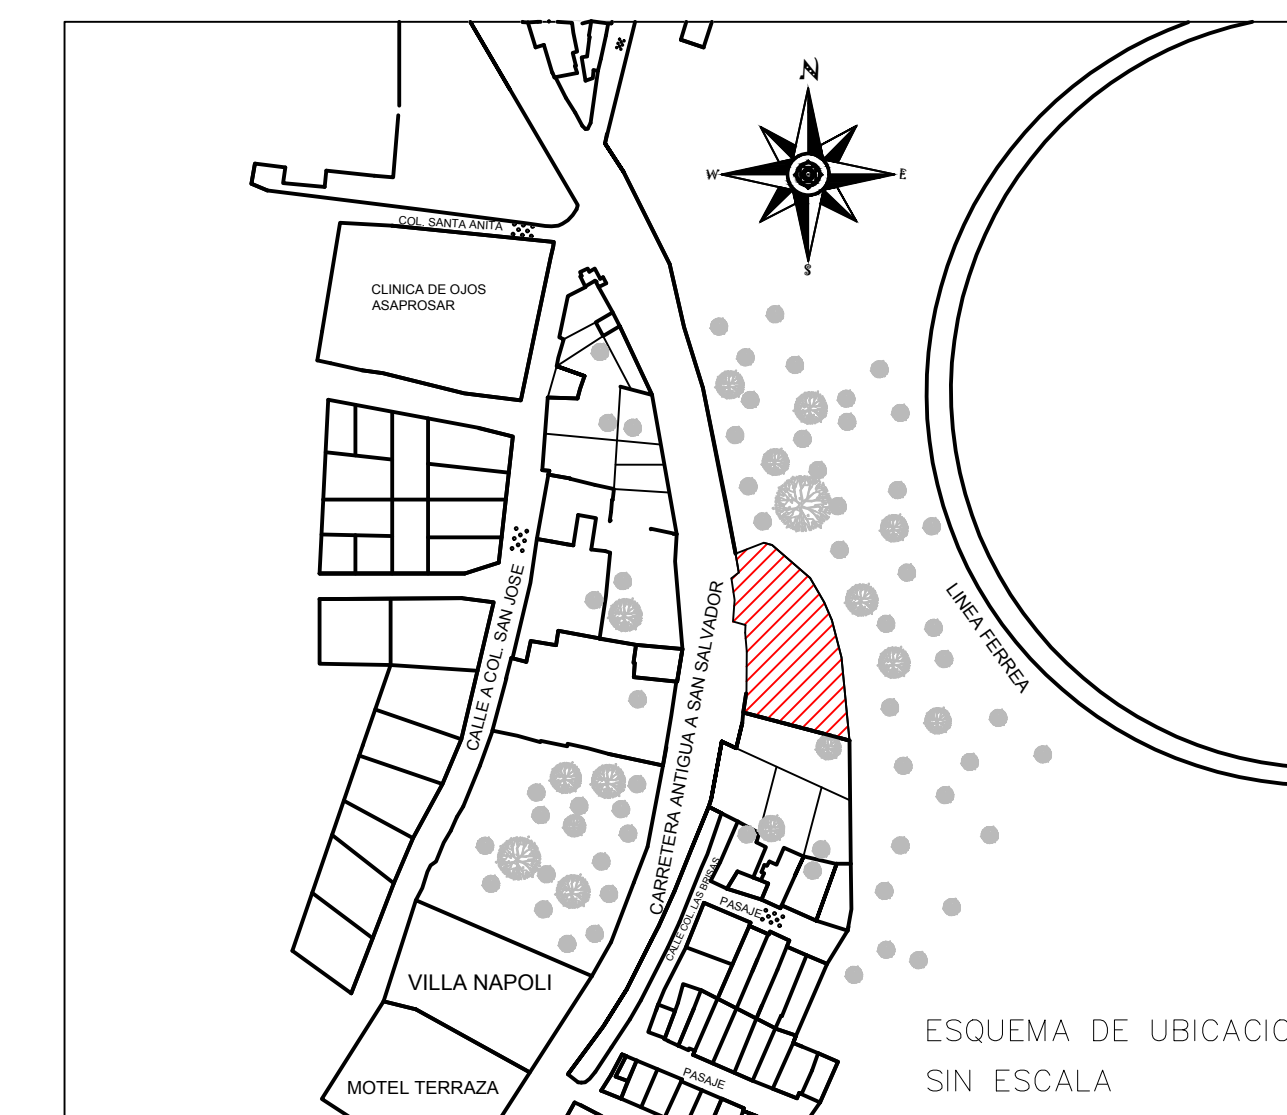 N
W
E
S
COL. SANTA ANITA
CLINICA DE OJOS
ASAPROSAR
CALLE A COL. SAN JOSE
CARRETERA ANTIGUA A SAN SALVADOR
LINEA FERREA
CALLE COL. LAS BRISAS
PASAJE
VILLA NAPOLI
ESQUEMA DE UBICACIO
SIN ESCALA
PASAJE
MOTEL TERRAZA